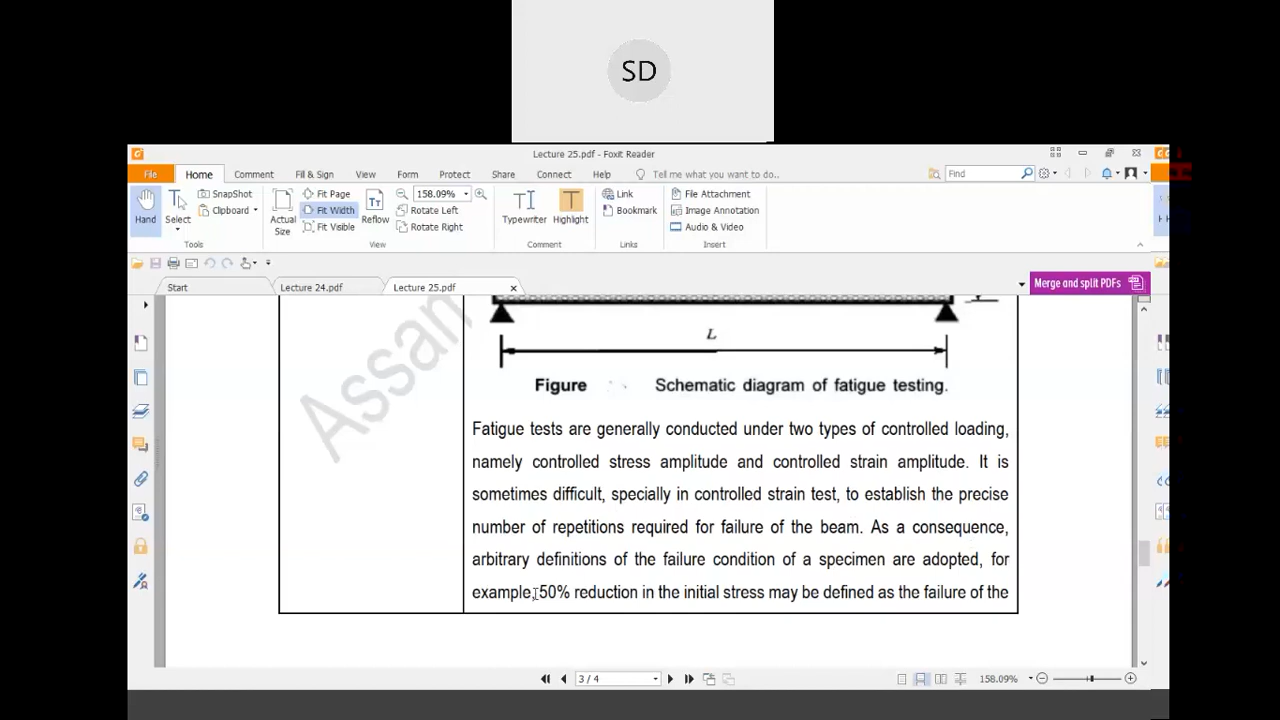 SD
Lecture 25.pdf - Foxit Reader
File Home Comment Fill & Sign View Form Protect Share Connect Help Tell me what you want to do.. Find
Hand
Select
SnapShot
Clipboard
Tools
Actual Size
Fit Page
Fit Width
Fit Visible
Reflow
158.09%
Rotate Left
Rotate Right
View
Typewriter
Highlight
Comment
Link
Bookmark
Links
File Attachment
Image Annotation
Audio & Video
Insert
Start Lecture 24.pdf Lecture 25.pdf Merge and split PDFs
Assam
L
Figure Schematic diagram of fatigue testing.
Fatigue tests are generally conducted under two types of controlled loading,
namely controlled stress amplitude and controlled strain amplitude. It is
sometimes difficult, specially in controlled strain test, to establish the precise
number of repetitions required for failure of the beam. As a consequence,
arbitrary definitions of the failure condition of a specimen are adopted, for
example, 50% reduction in the initial stress may be defined as the failure of the
3 / 4 158.09%